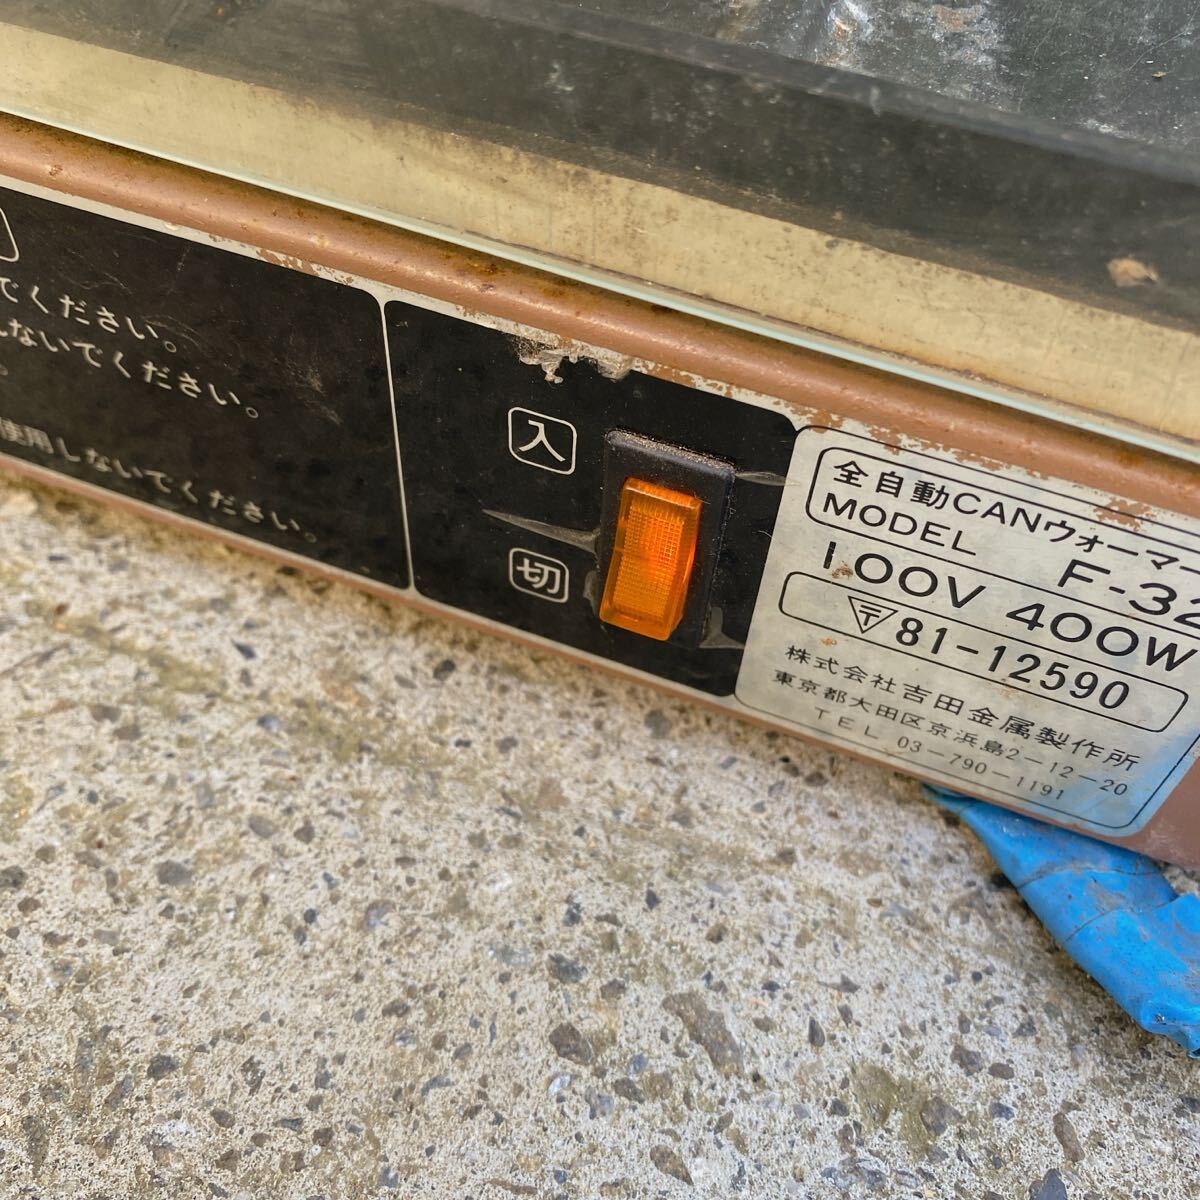 でください。
ないでください。
使用しないでください。
入
切
全自動CANウォーマー
MODEL F-32
100V 400W
〒 81-12590
株式会社吉田金属製作所
東京都大田区京浜島2-12-20
TEL 03-790-1191